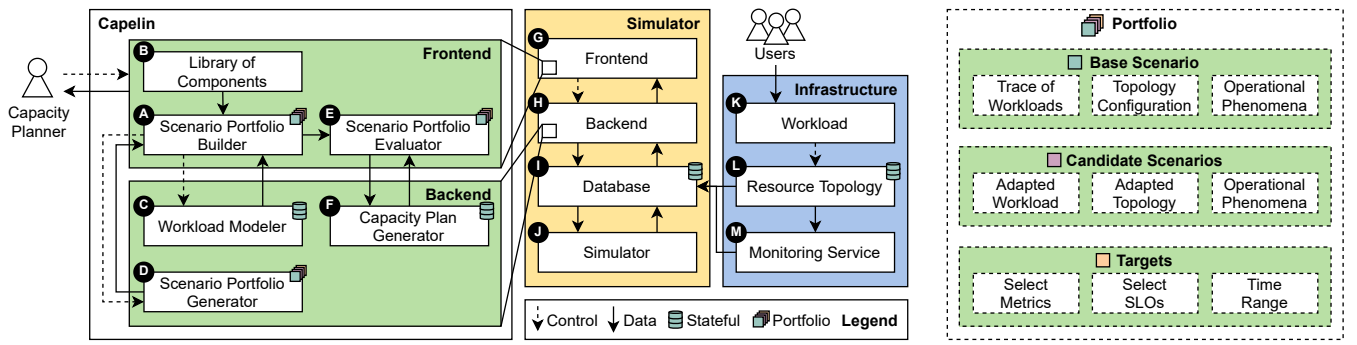 Capelin
Frontend
B
Library of
Components
Capacity
Planner
A
Scenario Portfolio
Builder
E
Scenario Portfolio
Evaluator
Backend
C
Workload Modeler
F
Capacity Plan
Generator
D
Scenario Portfolio
Generator
Simulator
G
Frontend
H
Backend
I
Database
J
Simulator
Users
Infrastructure
K
Workload
L
Resource Topology
M
Monitoring Service
Control
Data
Stateful
Portfolio
Legend
Portfolio
Base Scenario
Trace of
Workloads
Topology
Configuration
Operational
Phenomena
Candidate Scenarios
Adapted
Workload
Adapted
Topology
Operational
Phenomena
Targets
Select
Metrics
Select
SLOs
Time
Range